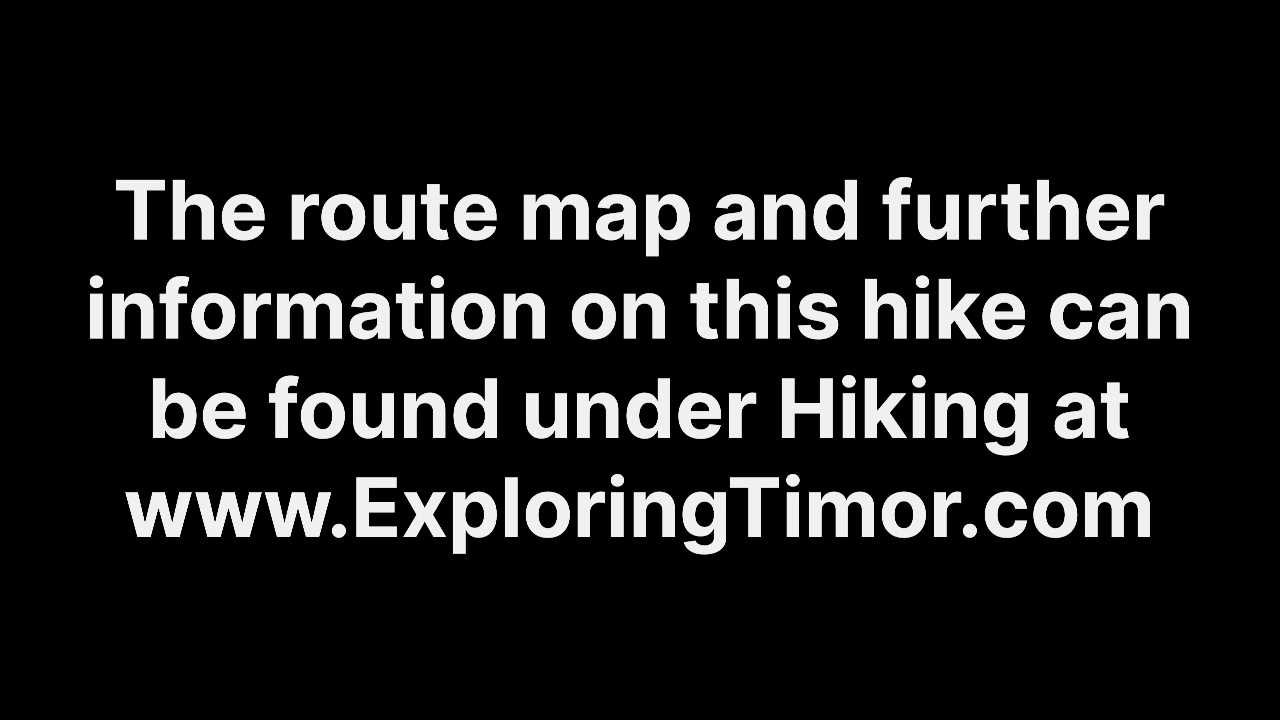 The route map and further
information on this hike can
be found under Hiking at
www.ExploringTimor.com